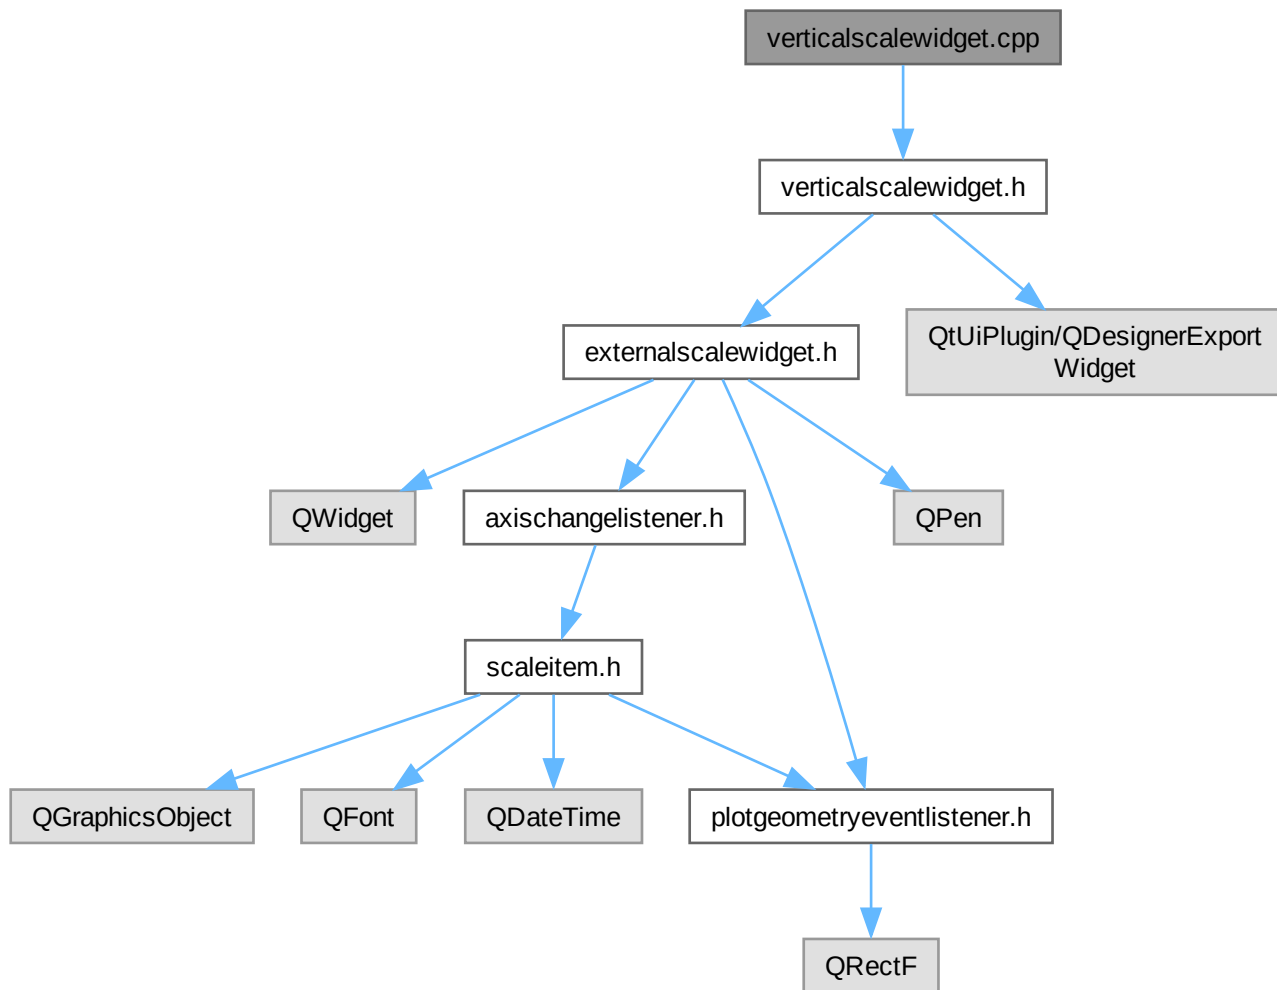 verticalscalewidget.cpp
verticalscalewidget.h
externalscalewidget.h
QtUiPlugin/QDesignerExport
Widget
QWidget
axischangelistener.h
QPen
scaleitem.h
QGraphicsObject
QFont
QDateTime
plotgeometryeventlistener.h
QRectF